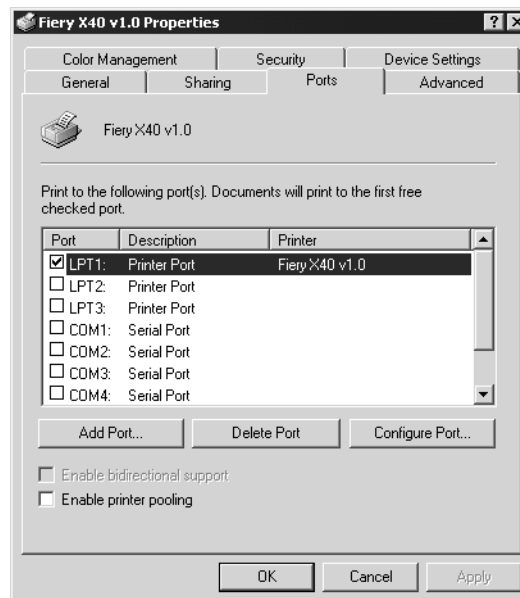 Fiery X40 v1.0 Properties
Color Management Security Device Settings
General Sharing Ports Advanced
Fiery X40 v1.0
Print to the following port(s). Documents will print to the first free
checked port.
Port Description Printer
LPT1: Printer Port Fiery X40 v1.0
LPT2: Printer Port
LPT3: Printer Port
COM1: Serial Port
COM2: Serial Port
COM3: Serial Port
COM4: Serial Port
Add Port... Delete Port Configure Port...
Enable bidirectional support
Enable printer pooling
OK Cancel Apply